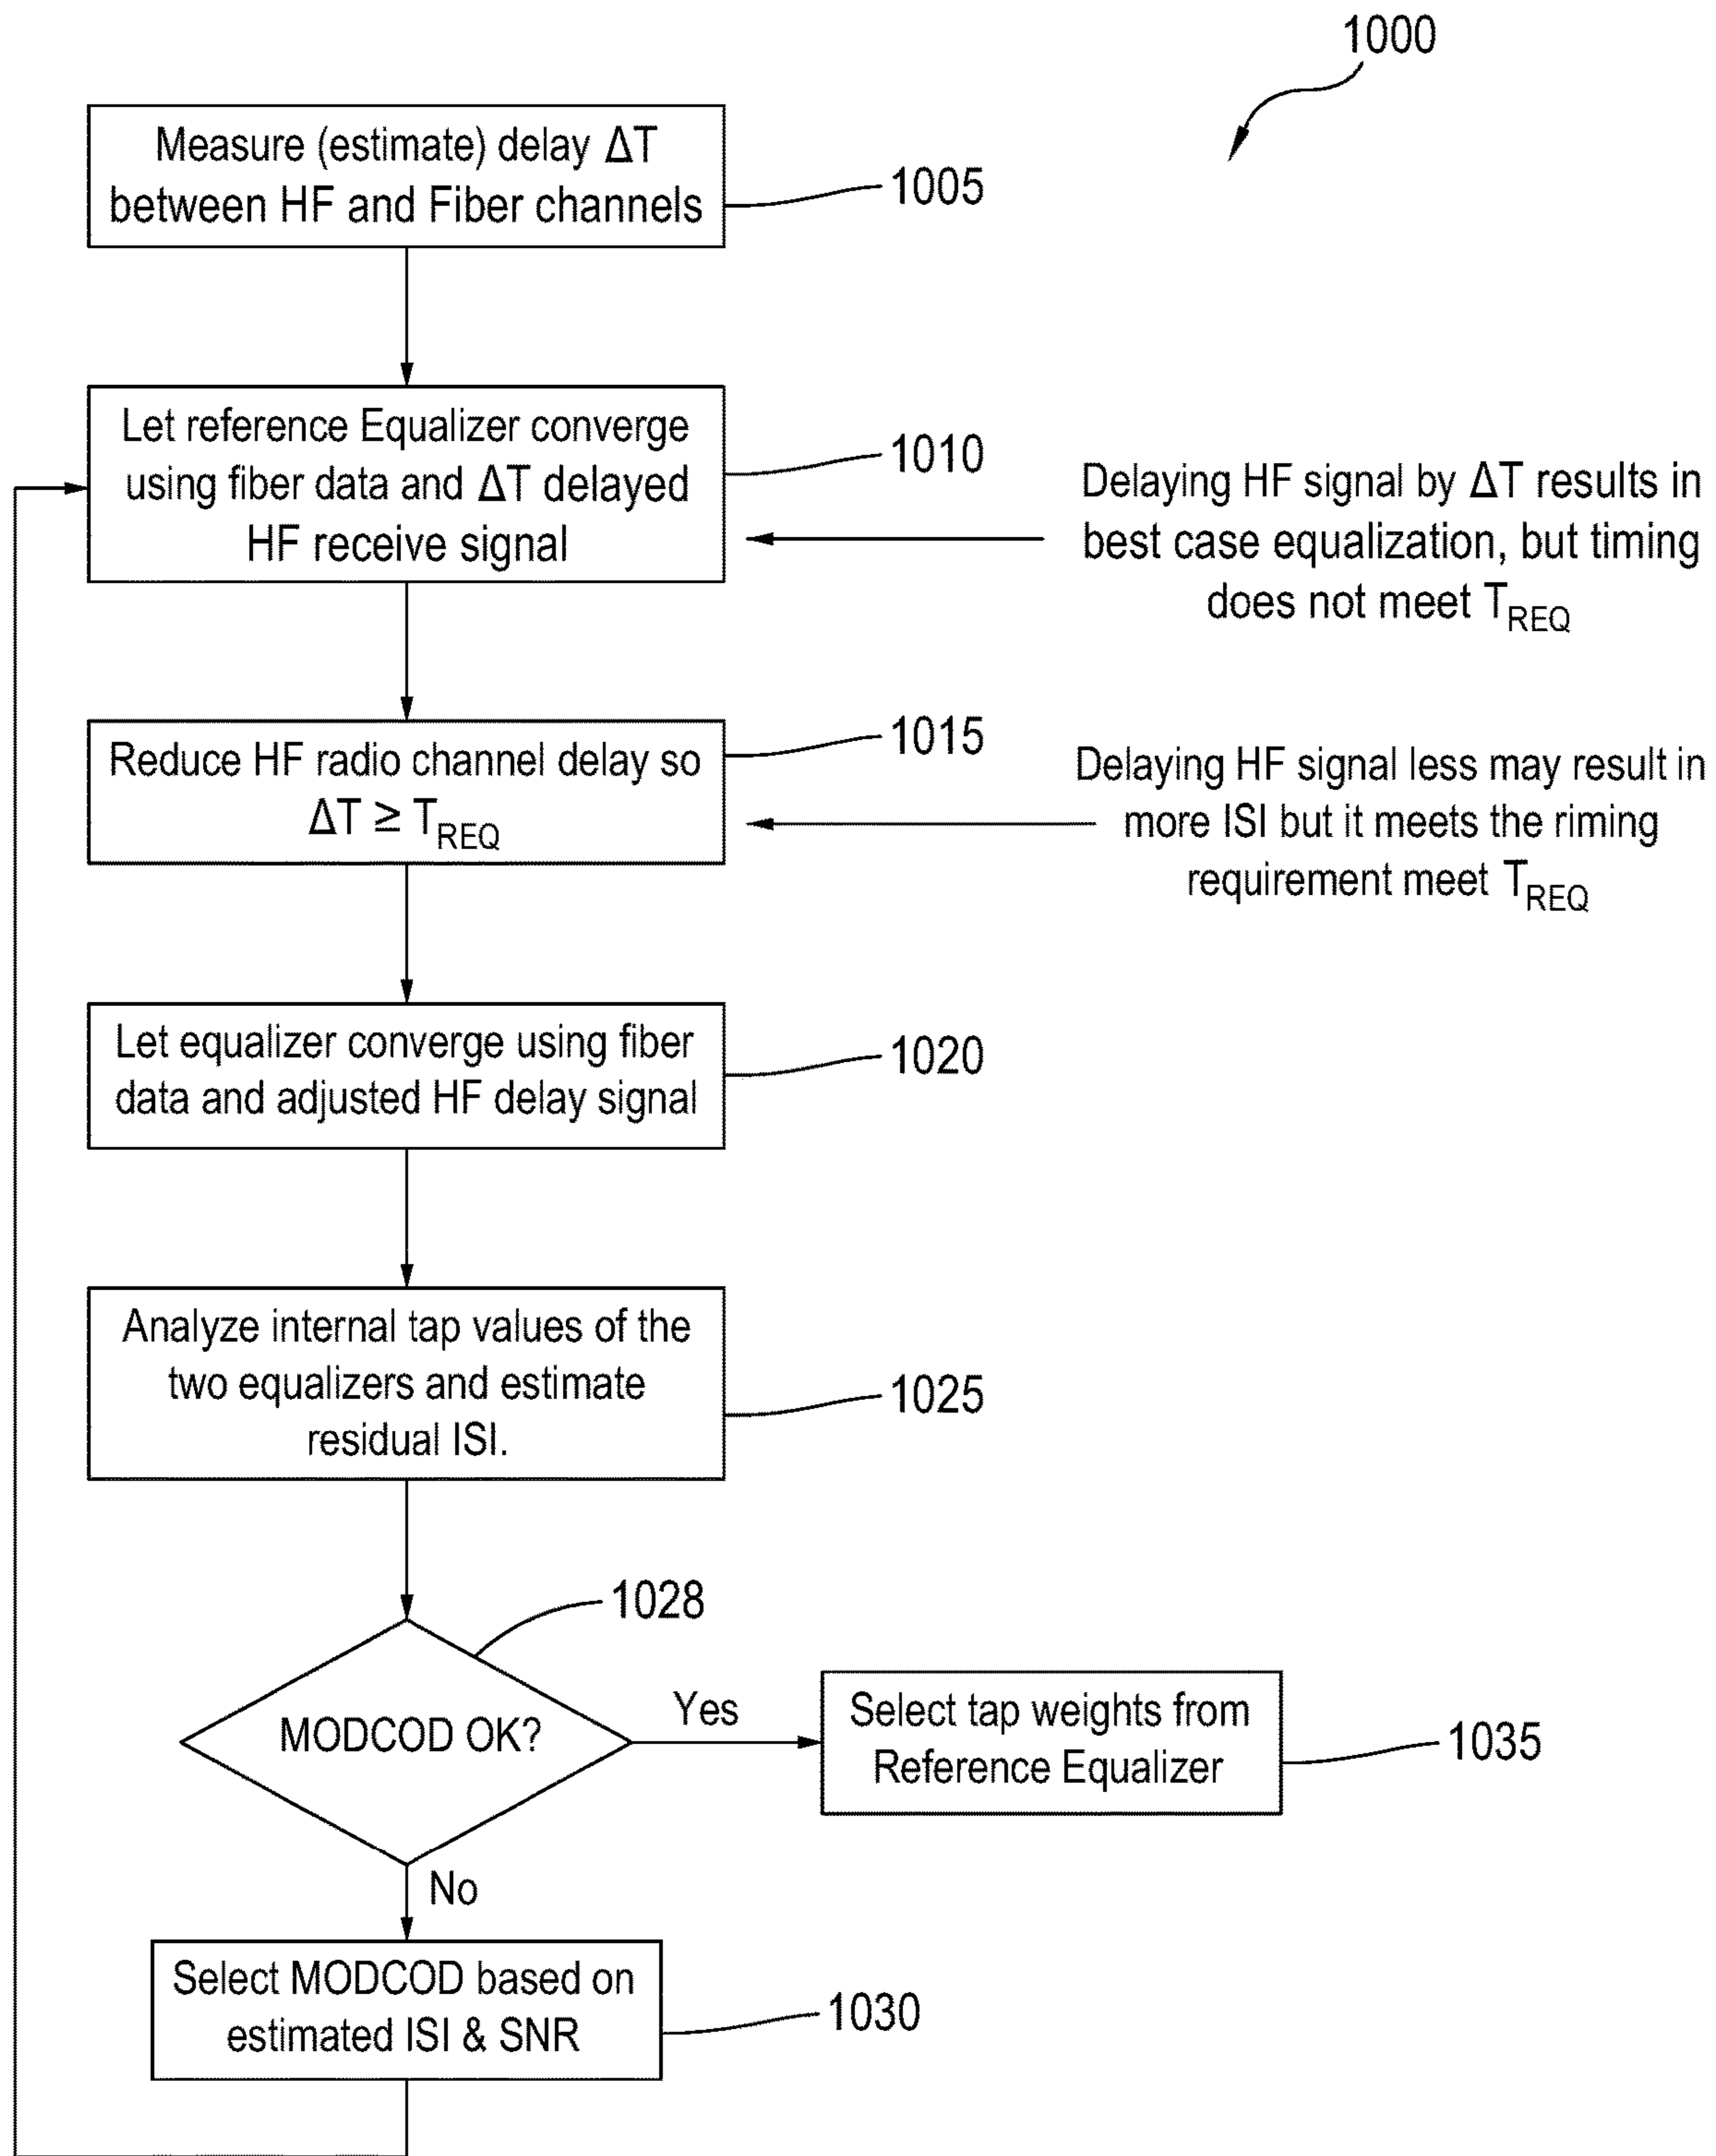 1000
Measure (estimate) delay ΔT
between HF and Fiber channels
1005
Let reference Equalizer converge
using fiber data and ΔT delayed
HF receive signal
1010
Delaying HF signal by ΔT results in
best case equalization, but timing
does not meet T_REQ
Reduce HF radio channel delay so
ΔT ≥ T_REQ
1015
Delaying HF signal less may result in
more ISI but it meets the riming
requirement meet T_REQ
Let equalizer converge using fiber
data and adjusted HF delay signal
1020
Analyze internal tap values of the
two equalizers and estimate
residual ISI.
1025
1028
MODCOD OK?
Yes
Select tap weights from
Reference Equalizer
1035
No
Select MODCOD based on
estimated ISI & SNR
1030